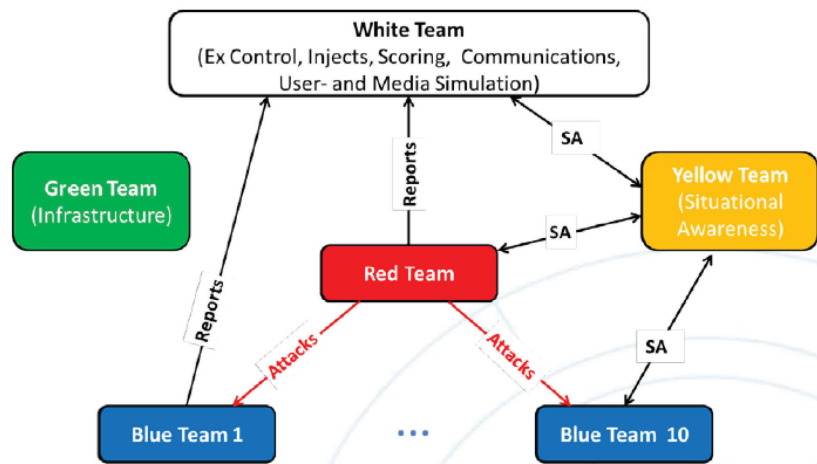 White Team
(Ex Control, Injects, Scoring, Communications,
User- and Media Simulation)
Green Team
(Infrastructure)
Yellow Team
(Situational
Awareness)
Reports
Reports
SA
SA
Red Team
Attacks
Attacks
SA
Blue Team 1
...
Blue Team 10